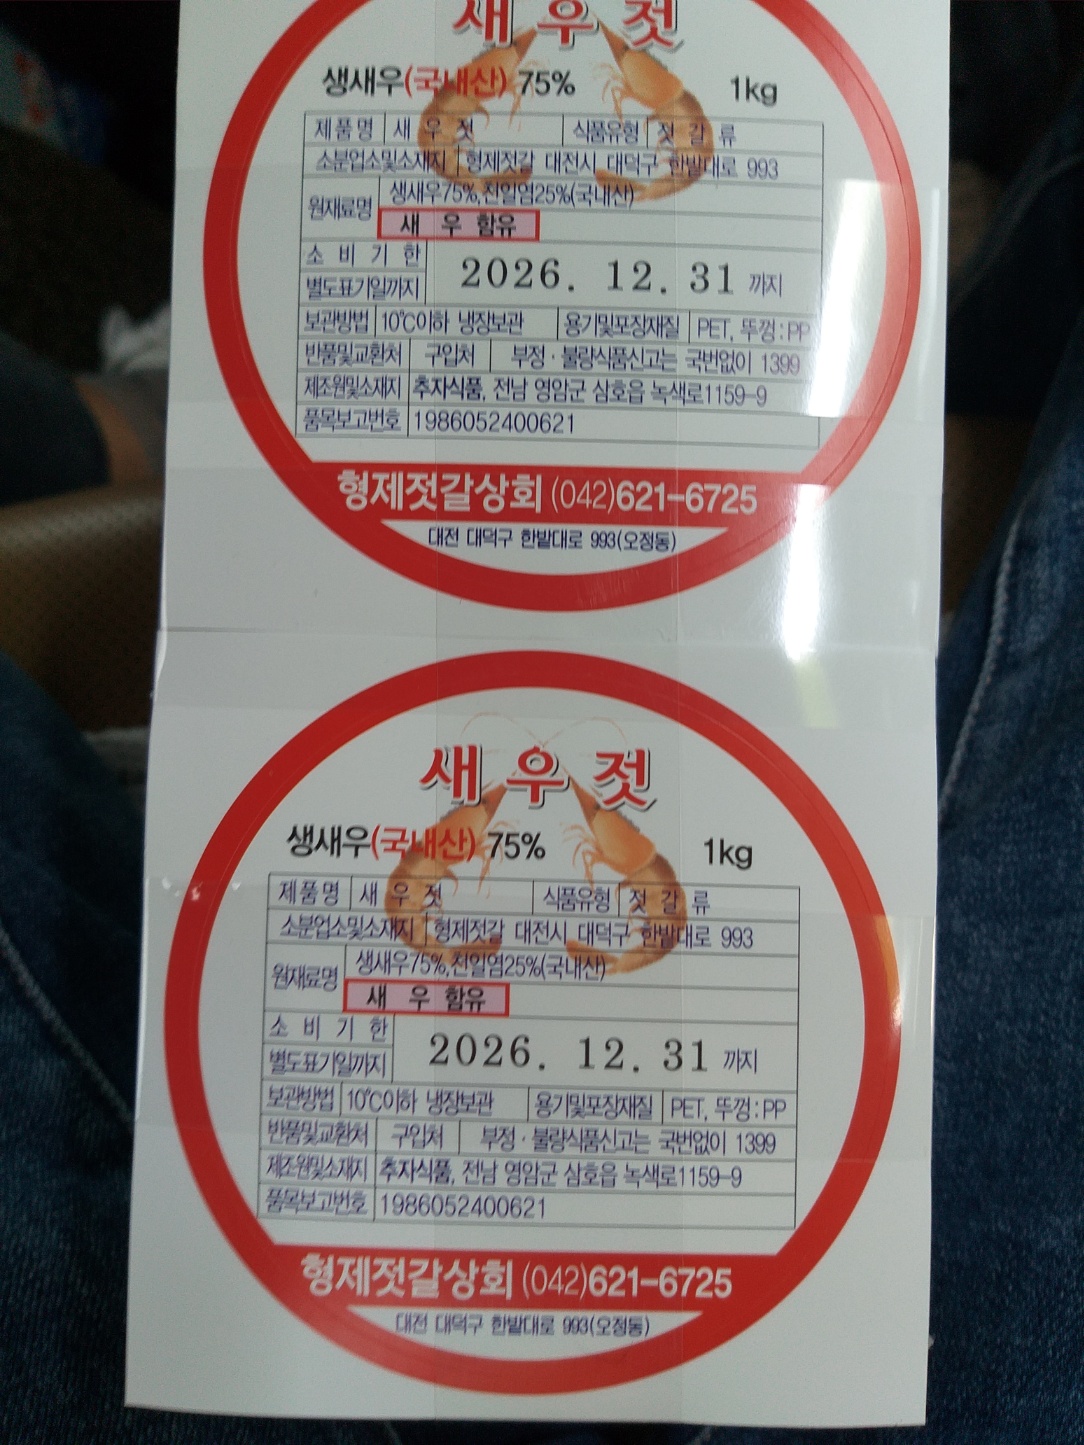 새우젓
생새우(국내산) 75% 1kg
제품명 새 우 젓 식품유형 젓 갈 류
소분업소및소재지 형제젓갈 대전시 대덕구 한밭대로 993
원재료명 생새우75%,천일염25%(국내산)
새 우 함유
소 비 기 한
별도표기일까지 2026. 12. 31 까지
보관방법 10℃이하 냉장보관 용기및포장재질 PET, 뚜껑:PP
반품및교환처 구입처 부정·불량식품신고는 국번없이 1399
제조원및소재지 추자식품, 전남 영암군 삼호읍 녹색로1159-9
품목보고번호 1986052400621
형제젓갈상회 (042)621-6725
대전 대덕구 한밭대로 993(오정동)
새우젓
생새우(국내산) 75% 1kg
제품명 새 우 젓 식품유형 젓 갈 류
소분업소및소재지 형제젓갈 대전시 대덕구 한밭대로 993
원재료명 생새우75%,천일염25%(국내산)
새 우 함유
소 비 기 한
별도표기일까지 2026. 12. 31 까지
보관방법 10℃이하 냉장보관 용기및포장재질 PET, 뚜껑:PP
반품및교환처 구입처 부정·불량식품신고는 국번없이 1399
제조원및소재지 추자식품, 전남 영암군 삼호읍 녹색로1159-9
품목보고번호 1986052400621
형제젓갈상회 (042)621-6725
대전 대덕구 한밭대로 993(오정동)